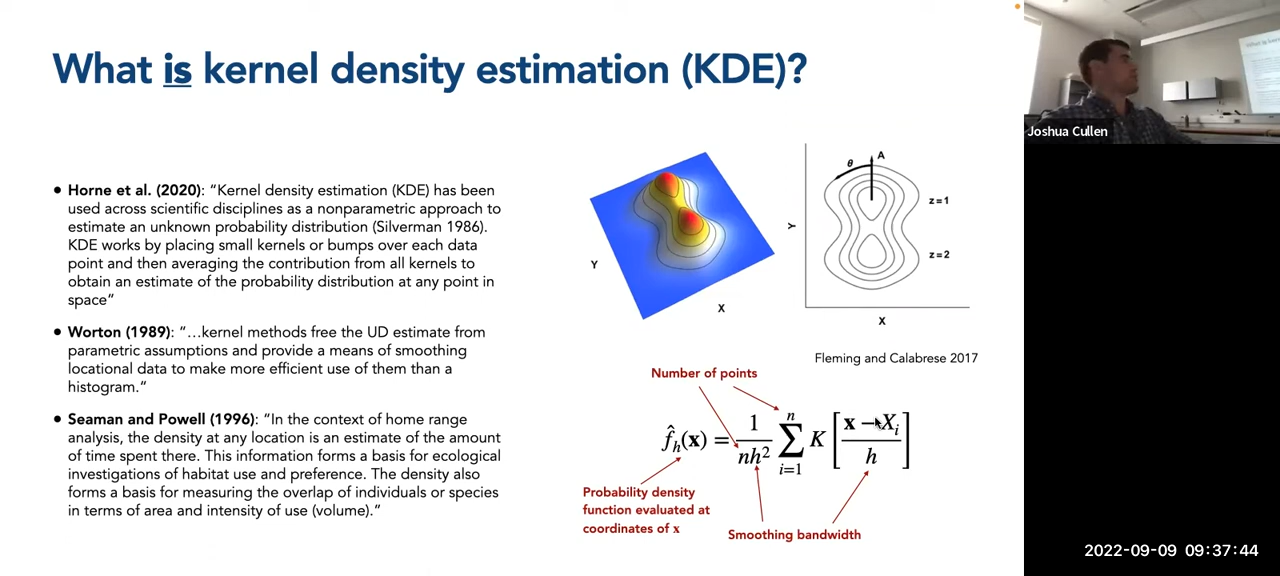 What is kernel density estimation (KDE)?
• Horne et al. (2020): “Kernel density estimation (KDE) has been
used across scientific disciplines as a nonparametric approach to
estimate an unknown probability distribution (Silverman 1986).
KDE works by placing small kernels or bumps over each data
point and then averaging the contribution from all kernels to
obtain an estimate of the probability distribution at any point in
space”
• Worton (1989): “…kernel methods free the UD estimate from
parametric assumptions and provide a means of smoothing
locational data to make more efficient use of them than a
histogram.”
• Seaman and Powell (1996): “In the context of home range
analysis, the density at any location is an estimate of the amount
of time spent there. This information forms a basis for ecological
investigations of habitat use and preference. The density also
forms a basis for measuring the overlap of individuals or species
in terms of area and intensity of use (volume).”
Y
X
θ
A
z=1
z=2
Y
X
Fleming and Calabrese 2017
Number of points
f̂ₕ(x) = 1/nh² ∑ⁿᵢ₌₁ K [x − Xᵢ / h]
Probability density
function evaluated at
coordinates of x
Smoothing bandwidth
Joshua Cullen
2022-09-09 09:37:44